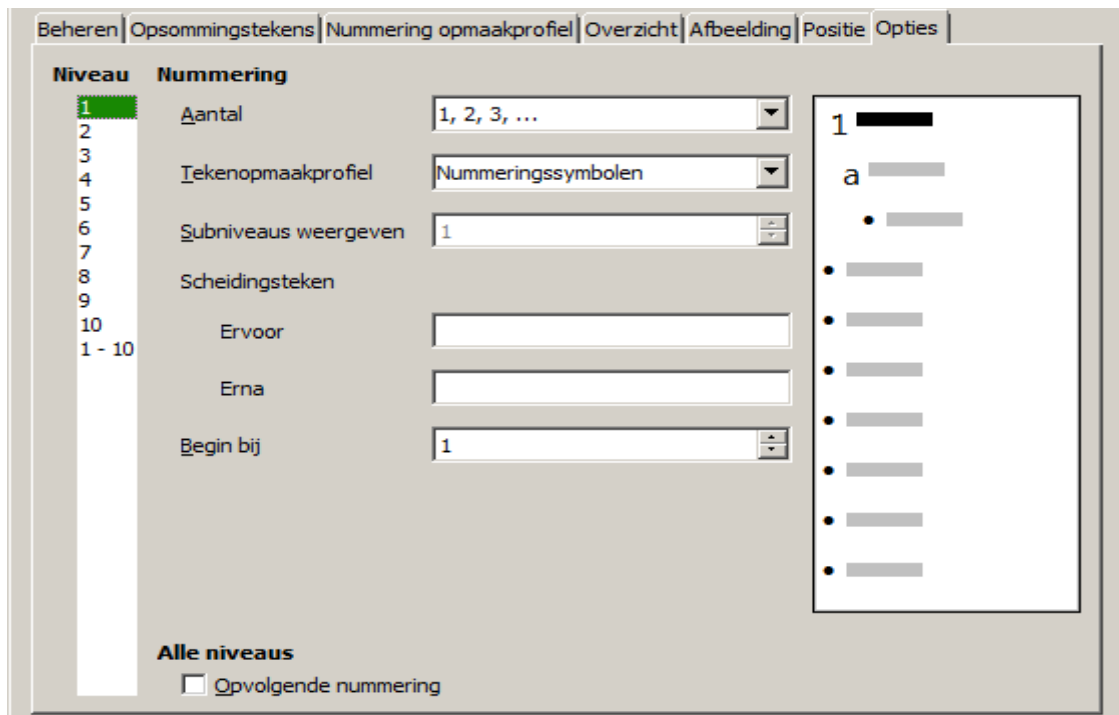 Beheren Opsommingstekens Nummering opmaakprofiel Overzicht Afbeelding Positie Opties
Niveau Nummering
1
2
3
4
5
6
7
8
9
10
1 - 10
Aantal 1, 2, 3, ...
Tekenopmaakprofiel Nummeringssymbolen
Subniveaus weergeven 1
Scheidingsteken
Ervoor
Erna
Begin bij 1
1
a
Alle niveaus
Opvolgende nummering